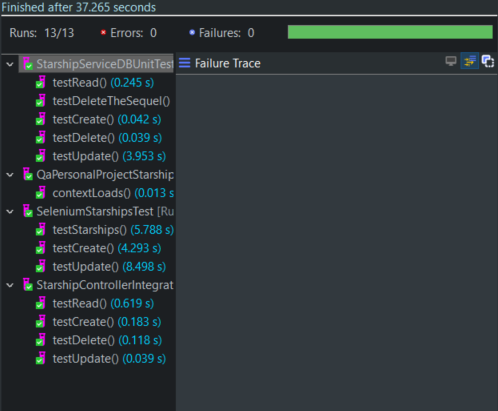 Finished after 37.265 seconds
Runs: 13/13 Errors: 0 Failures: 0
StarshipServiceDBUnitTest
Failure Trace
testRead() (0.245 s)
testDeleteTheSequel()
testCreate() (0.042 s)
testDelete() (0.039 s)
testUpdate() (3.953 s)
QaPersonalProjectStarship
contextLoads() (0.013 s
SeleniumStarshipsTest [Ru
testStarships() (5.788 s)
testCreate() (4.293 s)
testUpdate() (8.498 s)
StarshipControllerIntegrat
testRead() (0.619 s)
testCreate() (0.183 s)
testDelete() (0.118 s)
testUpdate() (0.039 s)